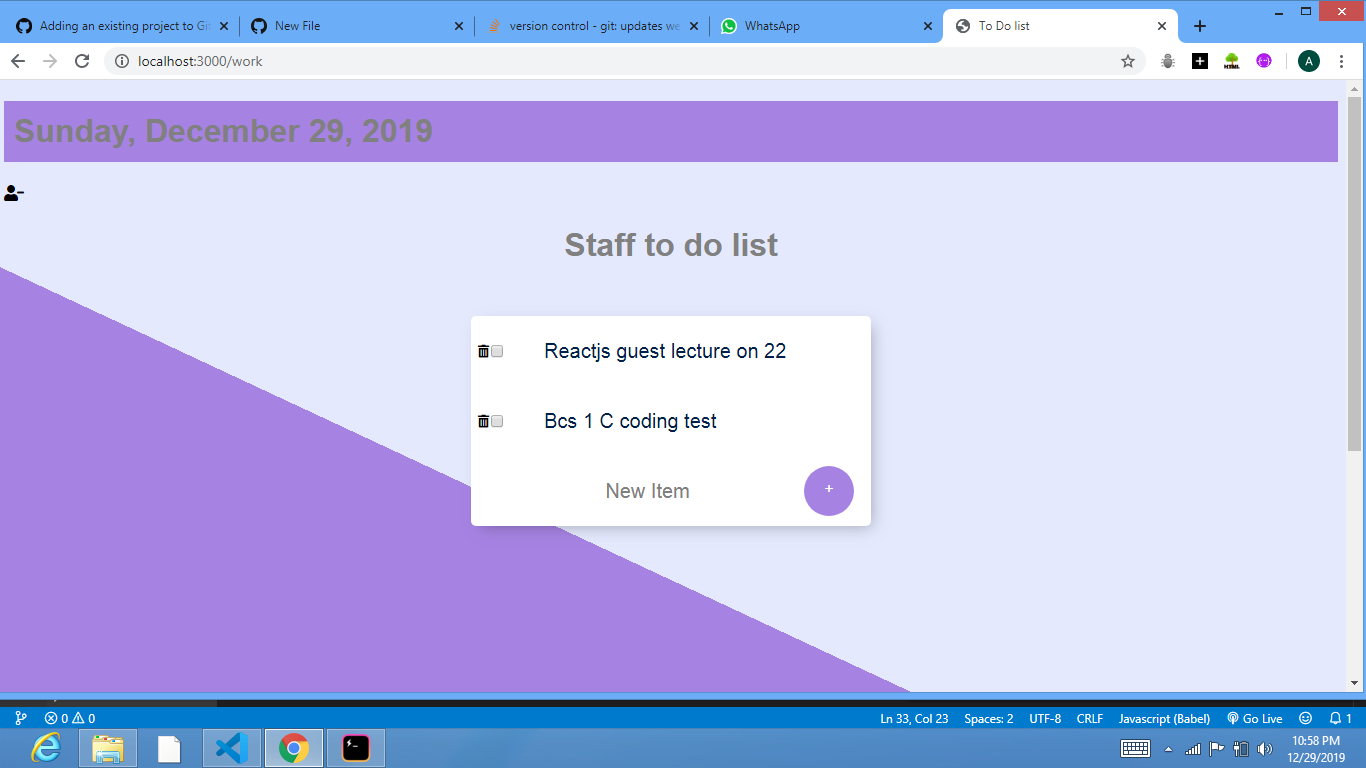 Adding an existing project to Git
New File
version control - git: updates we
WhatsApp
To Do list
localhost:3000/work
A
Sunday, December 29, 2019
Staff to do list
Reactjs guest lecture on 22
Bcs 1 C coding test
New Item
+
0 0
Ln 33, Col 23
Spaces: 2
UTF-8
CRLF
Javascript (Babel)
Go Live
1
10:58 PM
12/29/2019